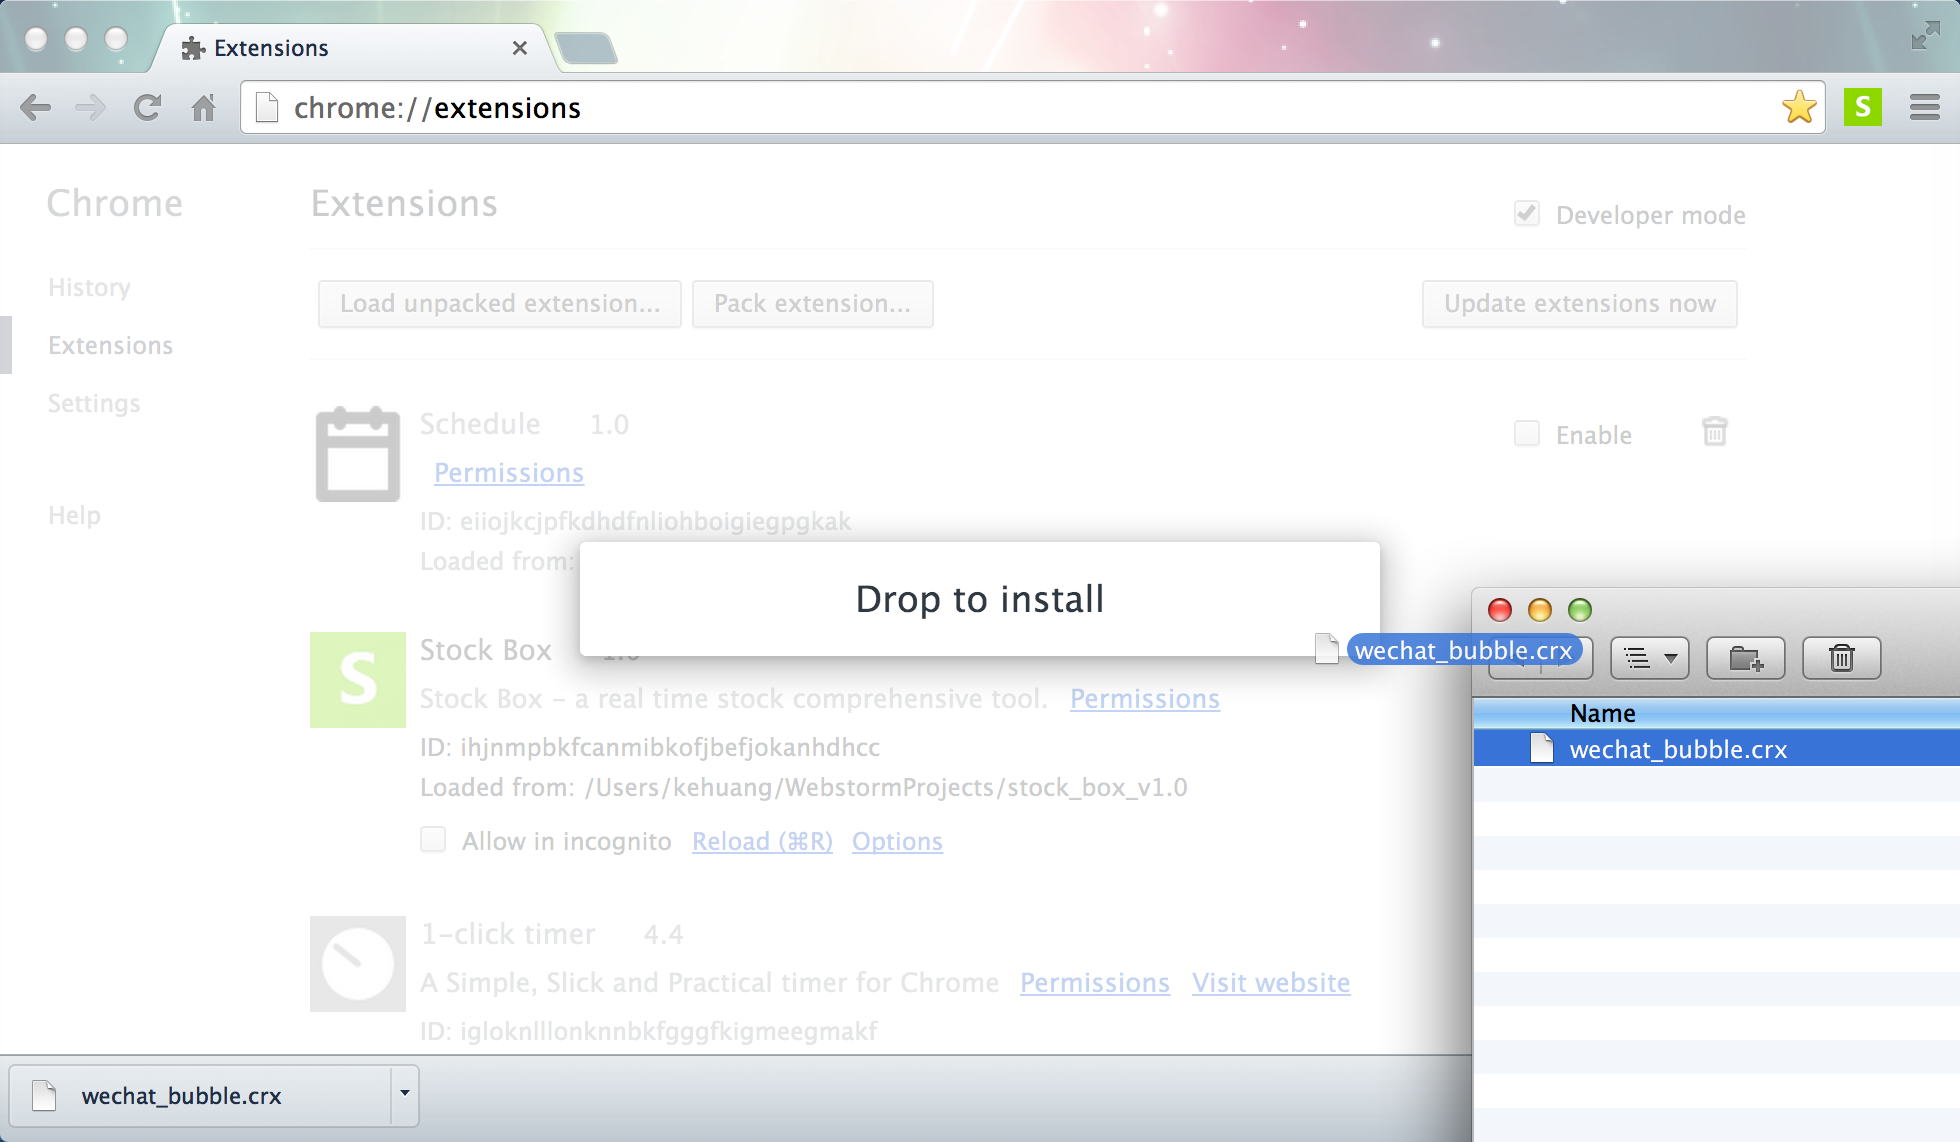 Extensions
chrome://extensions
S
Chrome
Extensions
Developer mode
History
Extensions
Settings
Help
Load unpacked extension...
Pack extension...
Update extensions now
Schedule 1.0
Enable
Permissions
ID: eiiojkcjpfkdhdfnliohboigiegpgkak
Loaded from:
Drop to install
wechat_bubble.crx
S
Stock Box 1.0
Stock Box - a real time stock comprehensive tool. Permissions
ID: ihjnmpbkfcanmibkofjbefjokanhdhcc
Loaded from: /Users/kehuang/WebstormProjects/stock_box_v1.0
Allow in incognito Reload (⌘R) Options
1-click timer 4.4
A Simple, Slick and Practical timer for Chrome Permissions Visit website
ID: igloknlllonknnbkfgggfkigmeegmakf
Name
wechat_bubble.crx
wechat_bubble.crx